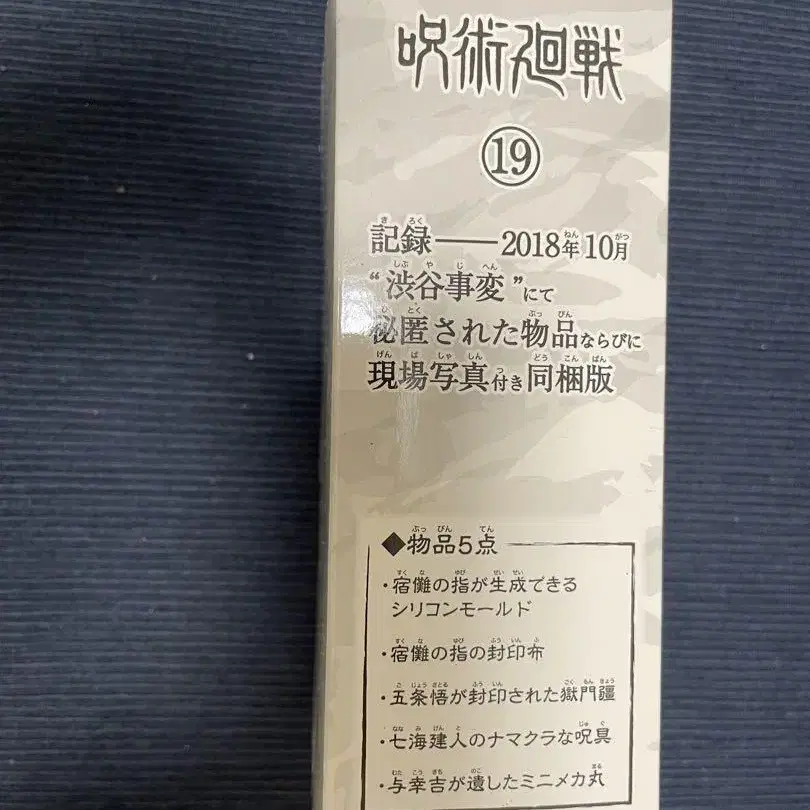 呪術廻戦
⑲
記録——2018年10月
“渋谷事変”にて
秘匿された物品ならびに
現場写真付き同梱版
◆物品5点
・宿儺の指が生成できる
シリコンモールド
・宿儺の指の封印布
・五条悟が封印された獄門疆
・七海建人のナマクラな呪具
・与幸吉が遺したミニメカ丸